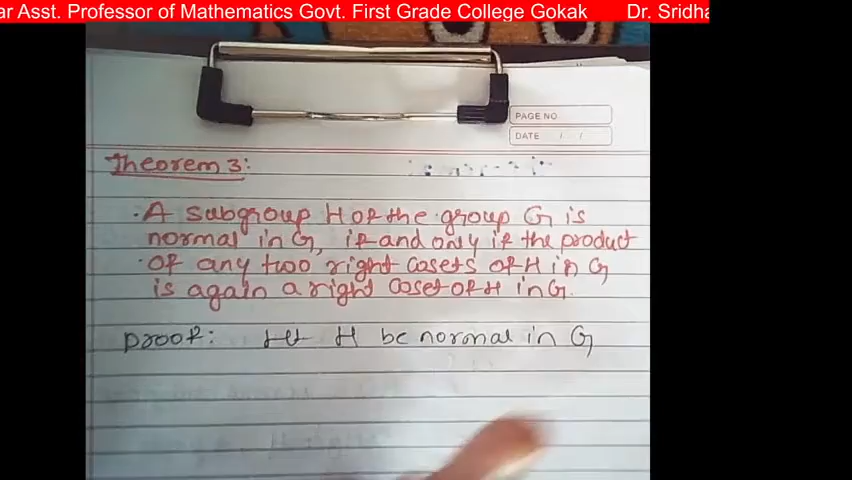 ar Asst. Professor of Mathematics Govt. First Grade College Gokak Dr. Sridha
PAGE NO
DATE / /
Theorem 3:
. A subgroup H of the group G is
normal in G, if and only if the product
of any two right cosets of H in G
is again a right coset of H in G.
proof: Let H be normal in G